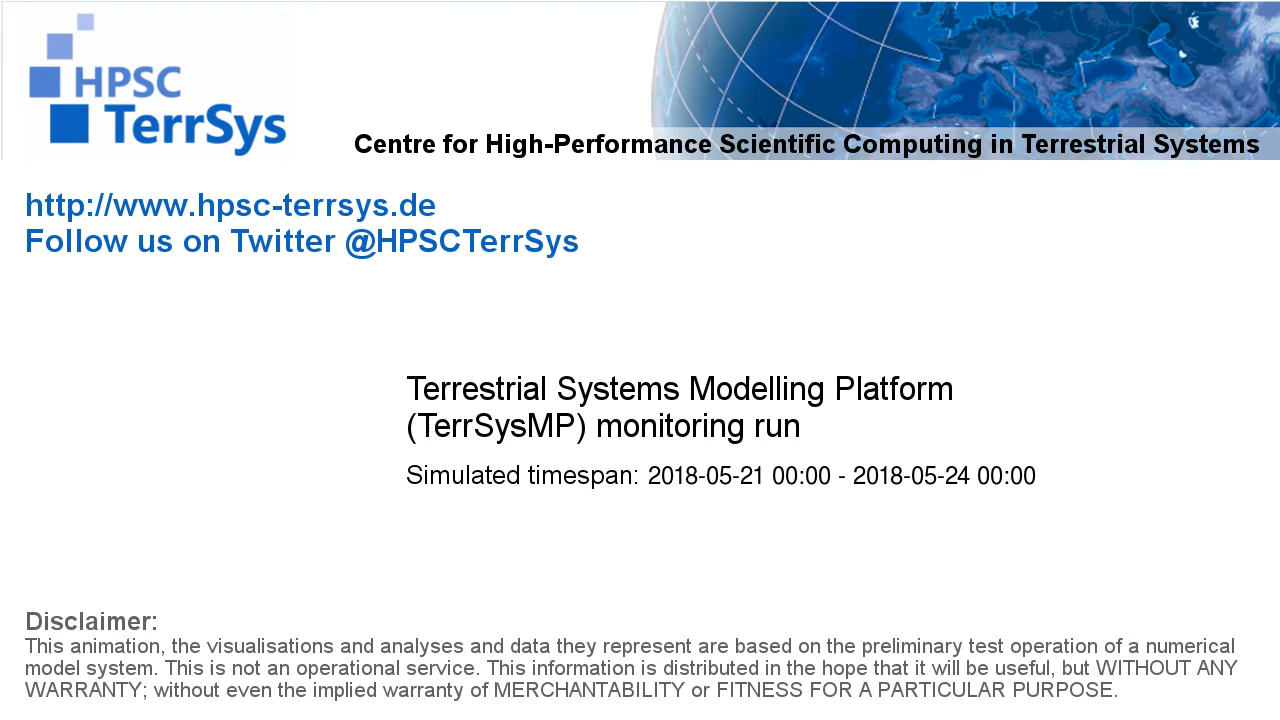 HPSC
TerrSys
Centre for High-Performance Scientific Computing in Terrestrial Systems
http://www.hpsc-terrsys.de
Follow us on Twitter @HPSCTerrSys
Terrestrial Systems Modelling Platform
(TerrSysMP) monitoring run
Simulated timespan: 2018-05-21 00:00 - 2018-05-24 00:00
Disclaimer:
This animation, the visualisations and analyses and data they represent are based on the preliminary test operation of a numerical
model system. This is not an operational service. This information is distributed in the hope that it will be useful, but WITHOUT ANY
WARRANTY; without even the implied warranty of MERCHANTABILITY or FITNESS FOR A PARTICULAR PURPOSE.